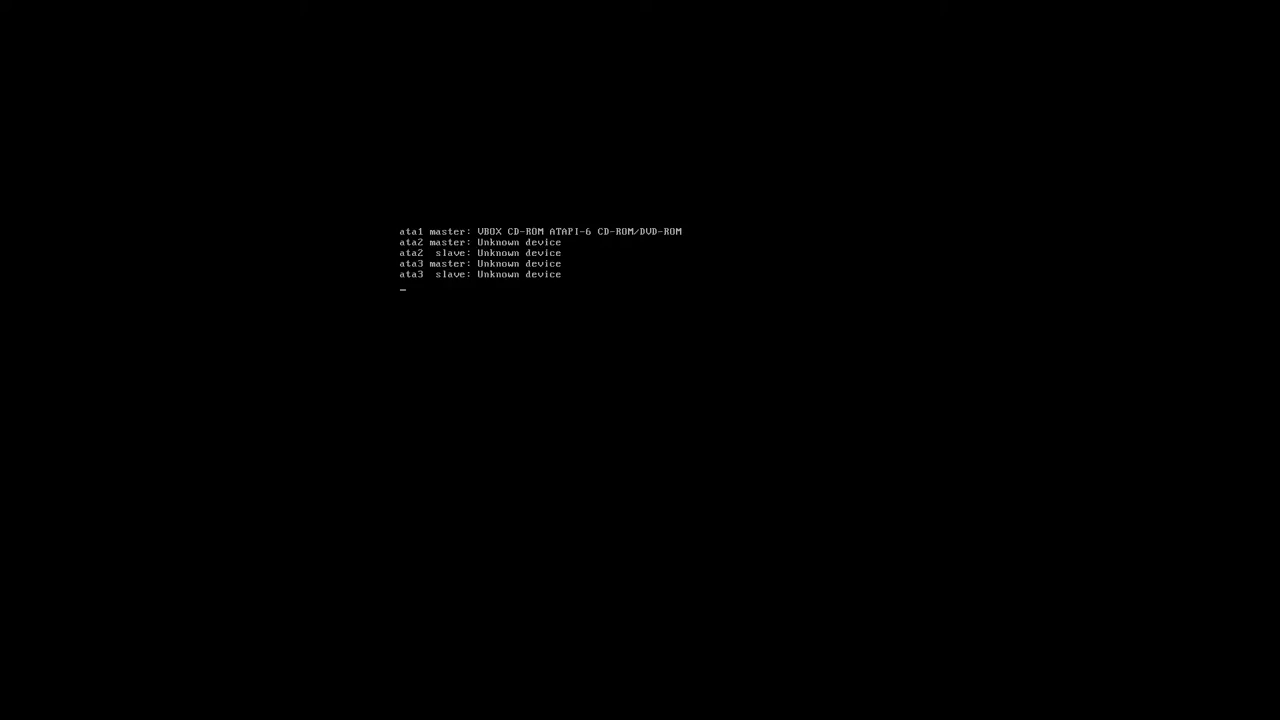 ata1 master: VBOX CD-ROM ATAPI-6 CD-ROM/DVD-ROM
ata2 master: Unknown device
ata2  slave: Unknown device
ata3 master: Unknown device
ata3  slave: Unknown device
_